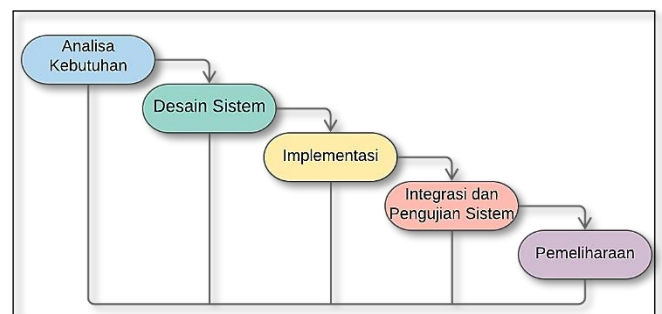 Analisa
Kebutuhan
Desain Sistem
Implementasi
Integrasi dan
Pengujian Sistem
Pemeliharaan